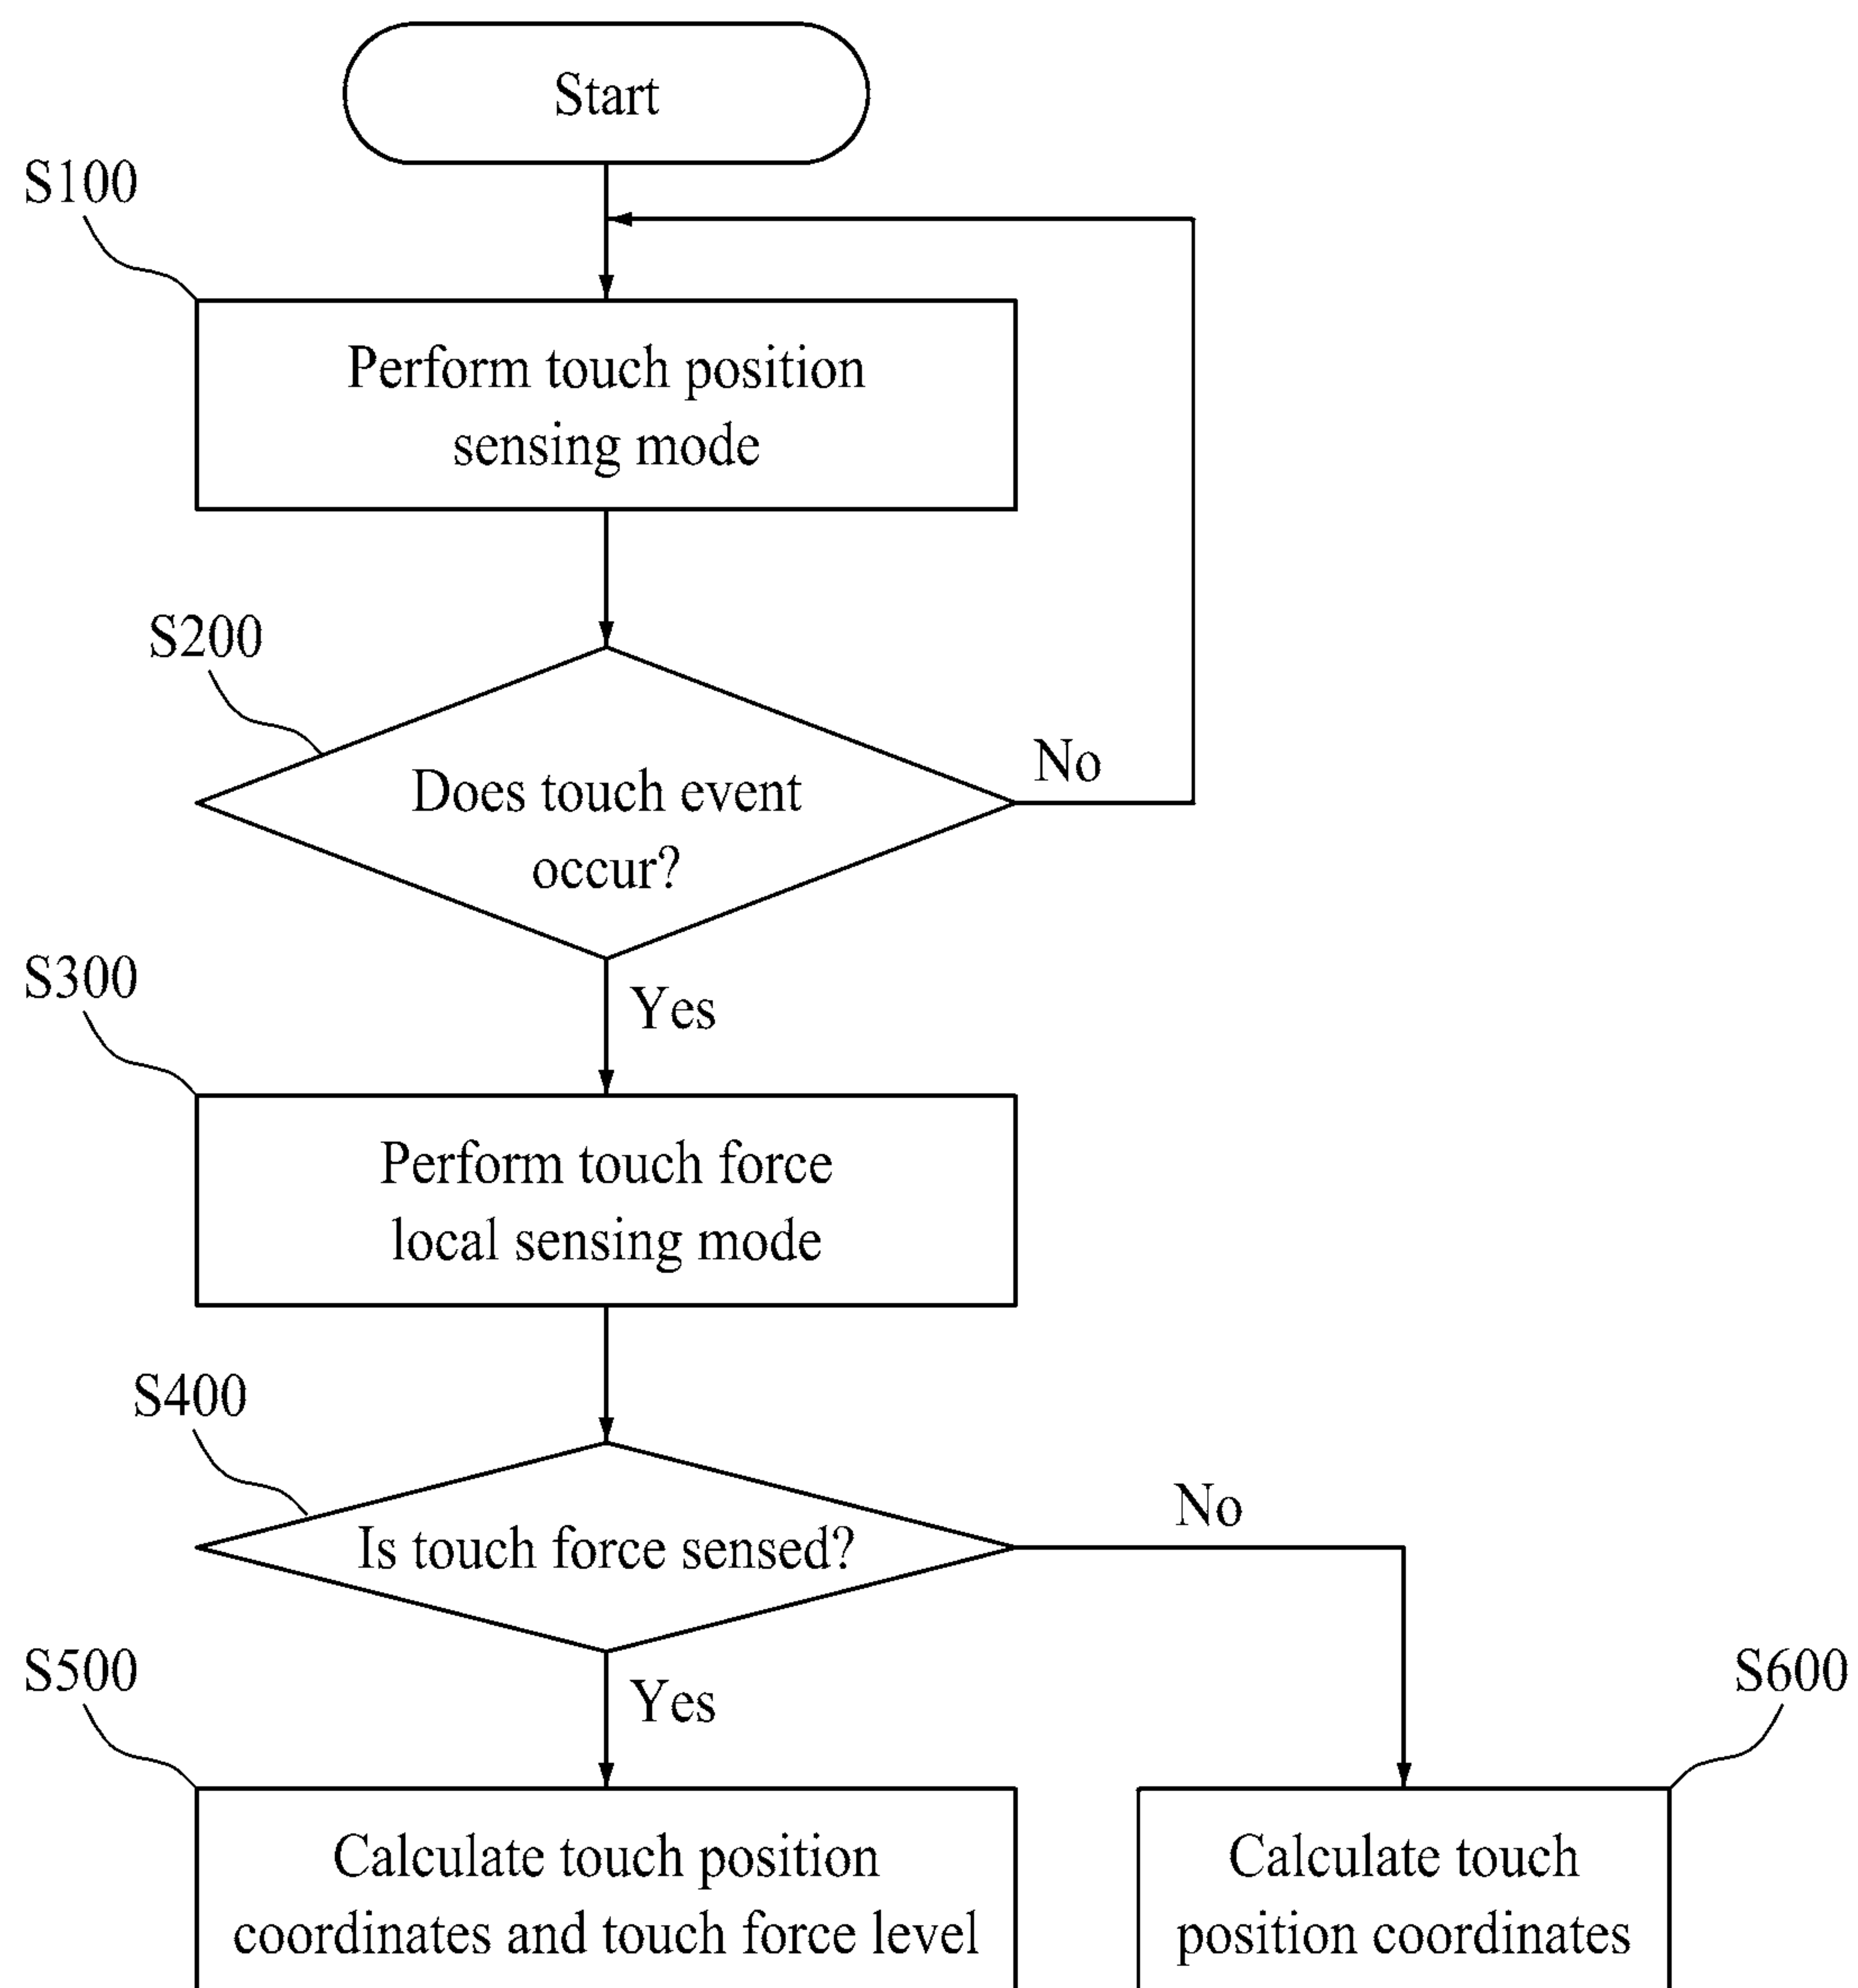 Start
S100
Perform touch position
sensing mode
S200
Does touch event
occur?
No
Yes
S300
Perform touch force
local sensing mode
S400
Is touch force sensed?
No
Yes
S500
Calculate touch position
coordinates and touch force level
S600
Calculate touch
position coordinates